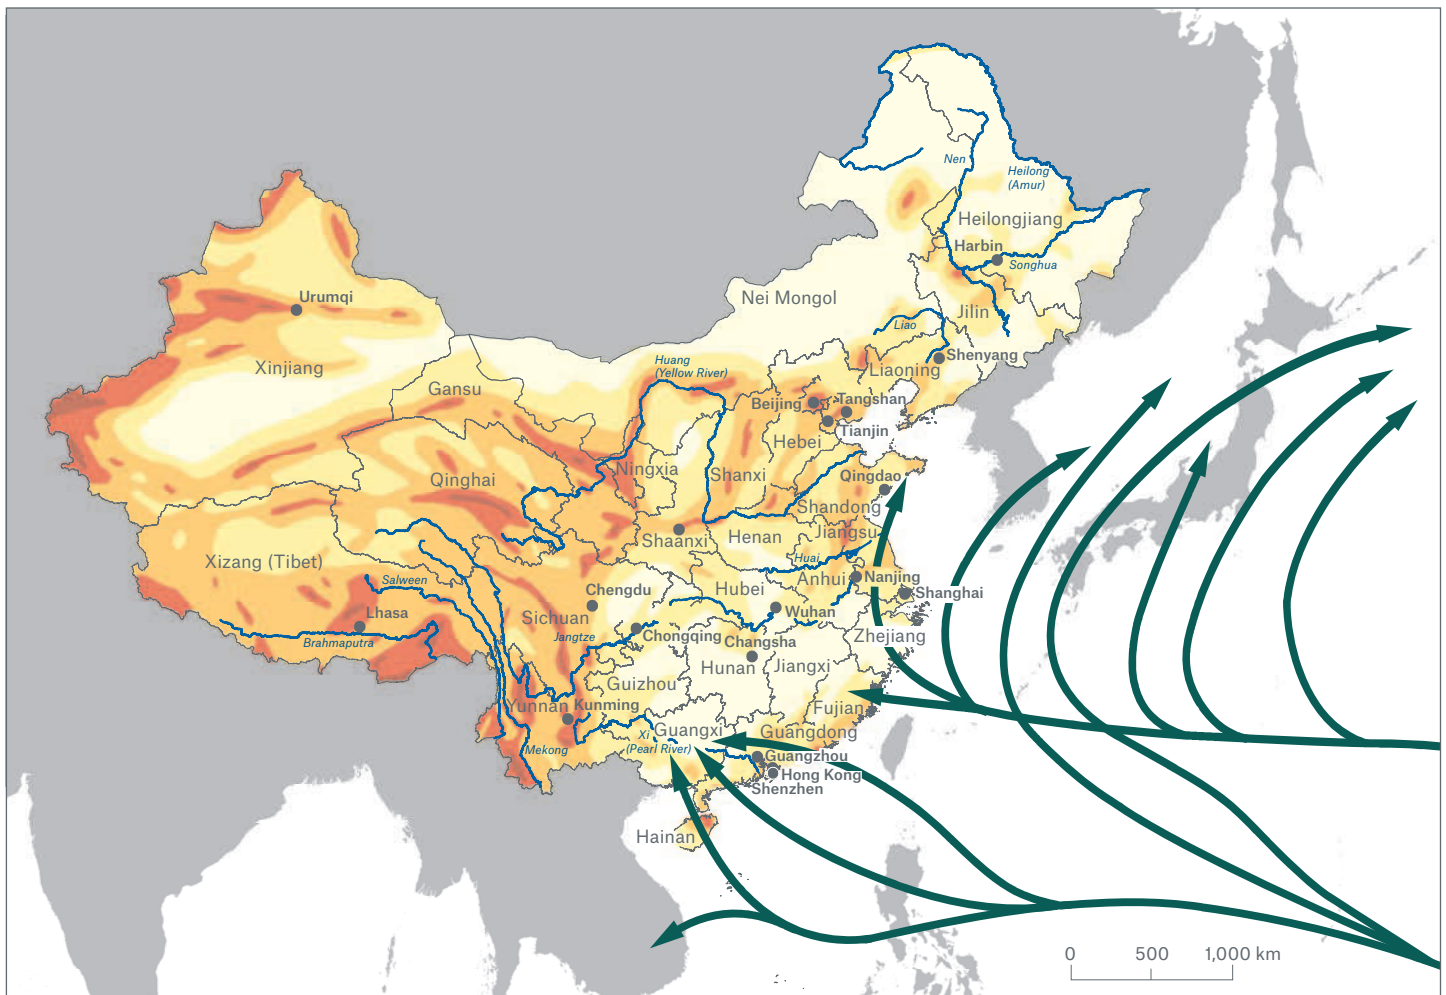 Nen
Heilong
(Amur)
Heilongjiang
Harbin
Songhua
Urumqi
Nei Mongol
Jilin
Liao
Shenyang
Huang
(Yellow River)
Xinjiang
Liaoning
Gansu
Beijing
Tangshan
Tianjin
Hebei
Ningxia
Shanxi
Qinghai
Qingdao
Shandong
Shaanxi
Henan
Jiangsu
Xizang (Tibet)
Huai
Salween
Anhui
Nanjing
Chengdu
Hubei
Shanghai
Lhasa
Wuhan
Sichuan
Jangtze
Chongqing
Changsha
Zhejiang
Brahmaputra
Hunan
Jiangxi
Guizhou
Yunnan
Kunming
Fujian
Xi
(Pearl River)
Guangxi
Guangdong
Mekong
Guangzhou
Hong Kong
Shenzhen
Hainan
0 500 1,000 km